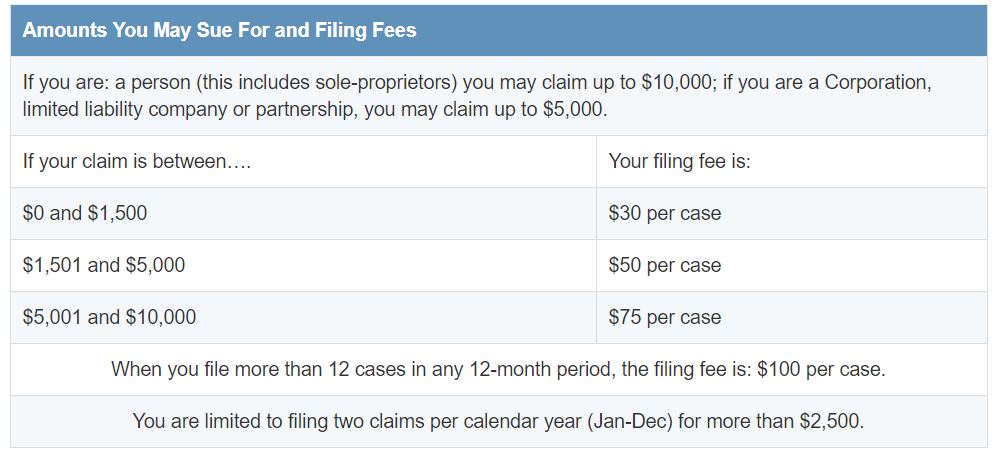 Amounts You May Sue For and Filing Fees
If you are: a person (this includes sole-proprietors) you may claim up to $10,000; if you are a Corporation,
limited liability company or partnership, you may claim up to $5,000.
If your claim is between…. Your filing fee is:
$0 and $1,500 $30 per case
$1,501 and $5,000 $50 per case
$5,001 and $10,000 $75 per case
When you file more than 12 cases in any 12-month period, the filing fee is: $100 per case.
You are limited to filing two claims per calendar year (Jan-Dec) for more than $2,500.